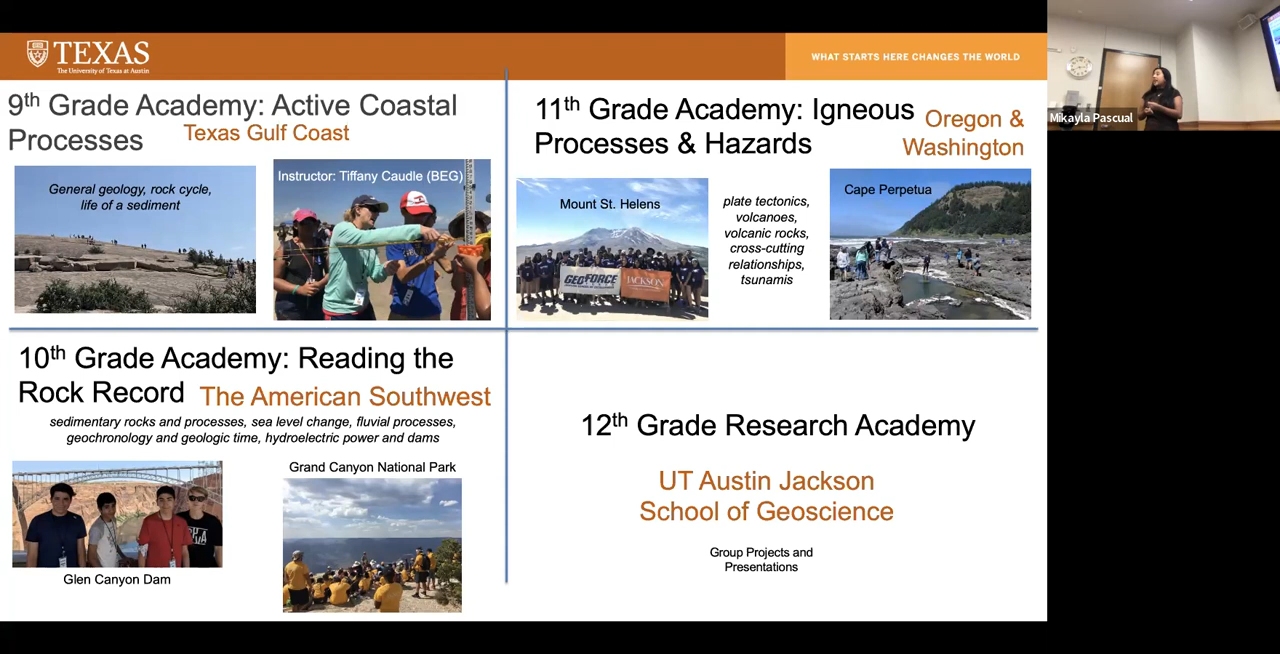 TEXAS
The University of Texas at Austin
WHAT STARTS HERE CHANGES THE WORLD
9th Grade Academy: Active Coastal
Processes
Texas Gulf Coast
General geology, rock cycle,
life of a sediment
Instructor: Tiffany Caudle (BEG)
11th Grade Academy: Igneous
Processes & Hazards
Oregon &
Washington
Mount St. Helens
GEOFORCE
JACKSON
plate tectonics,
volcanoes,
volcanic rocks,
cross-cutting
relationships,
tsunamis
Cape Perpetua
10th Grade Academy: Reading the
Rock Record
The American Southwest
sedimentary rocks and processes, sea level change, fluvial processes,
geochronology and geologic time, hydroelectric power and dams
Glen Canyon Dam
Grand Canyon National Park
12th Grade Research Academy
UT Austin Jackson
School of Geoscience
Group Projects and
Presentations
Mikayla Pascual